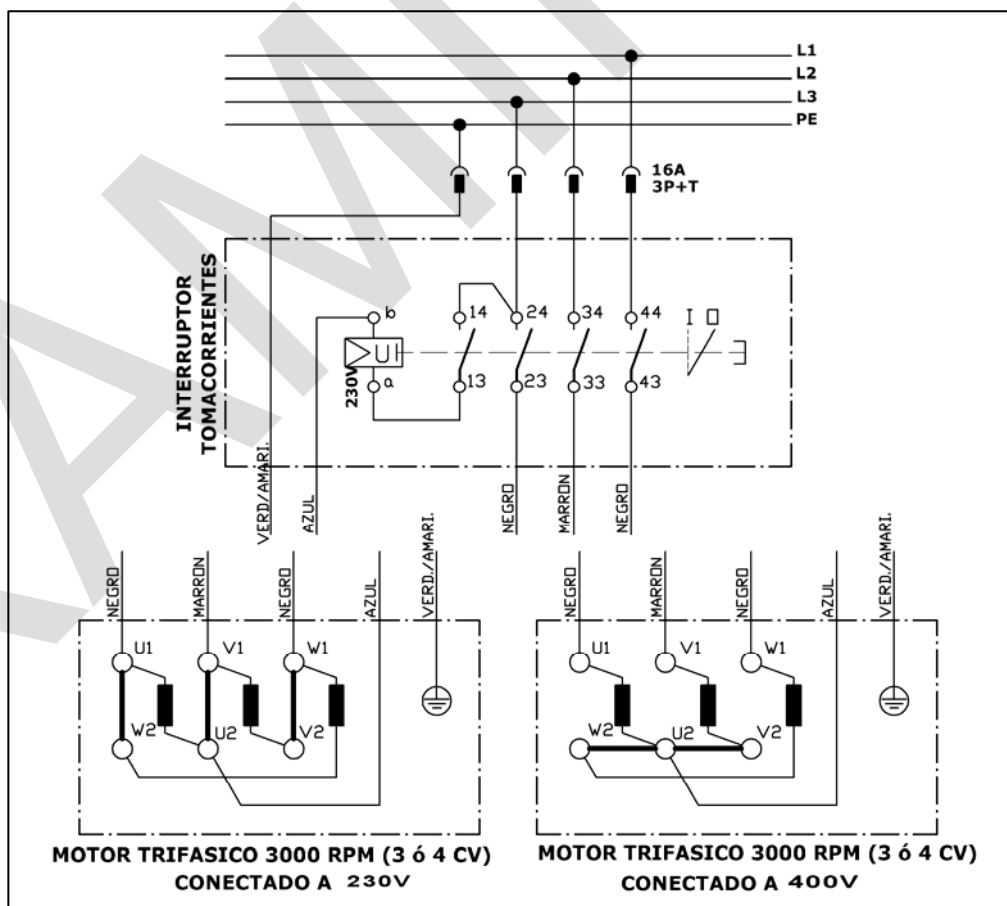 L1
L2
L3
PE
16A
3P+T
INTERRUPTOR
TOMACORRIENTES
b
14
24
34
44
I O
U
230V
a
13
23
33
43
VERD/AMARI.
AZUL
NEGRO
MARRON
NEGRO
NEGRO
MARRON
NEGRO
AZUL
VERD./AMARI.
U1
V1
W1
W2
U2
V2
MOTOR TRIFASICO 3000 RPM (3 ó 4 CV)
CONECTADO A 230V
NEGRO
MARRON
NEGRO
AZUL
VERD./AMARI.
U1
V1
W1
W2
U2
V2
MOTOR TRIFASICO 3000 RPM (3 ó 4 CV)
CONECTADO A 400V